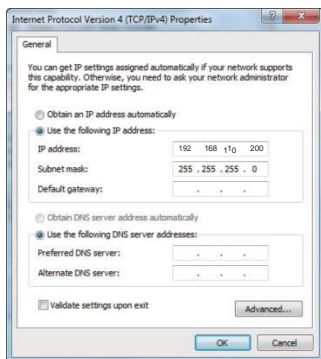 Internet Protocol Version 4 (TCP/IPv4) Properties
General
You can get IP settings assigned automatically if your network supports
this capability. Otherwise, you need to ask your network administrator
for the appropriate IP settings.
Obtain an IP address automatically
Use the following IP address:
IP address: 192 168 110 200
Subnet mask: 255 . 255 . 255 . 0
Default gateway: . . .
Obtain DNS server address automatically
Use the following DNS server addresses:
Preferred DNS server: . . .
Alternate DNS server: . . .
Validate settings upon exit
Advanced...
OK Cancel